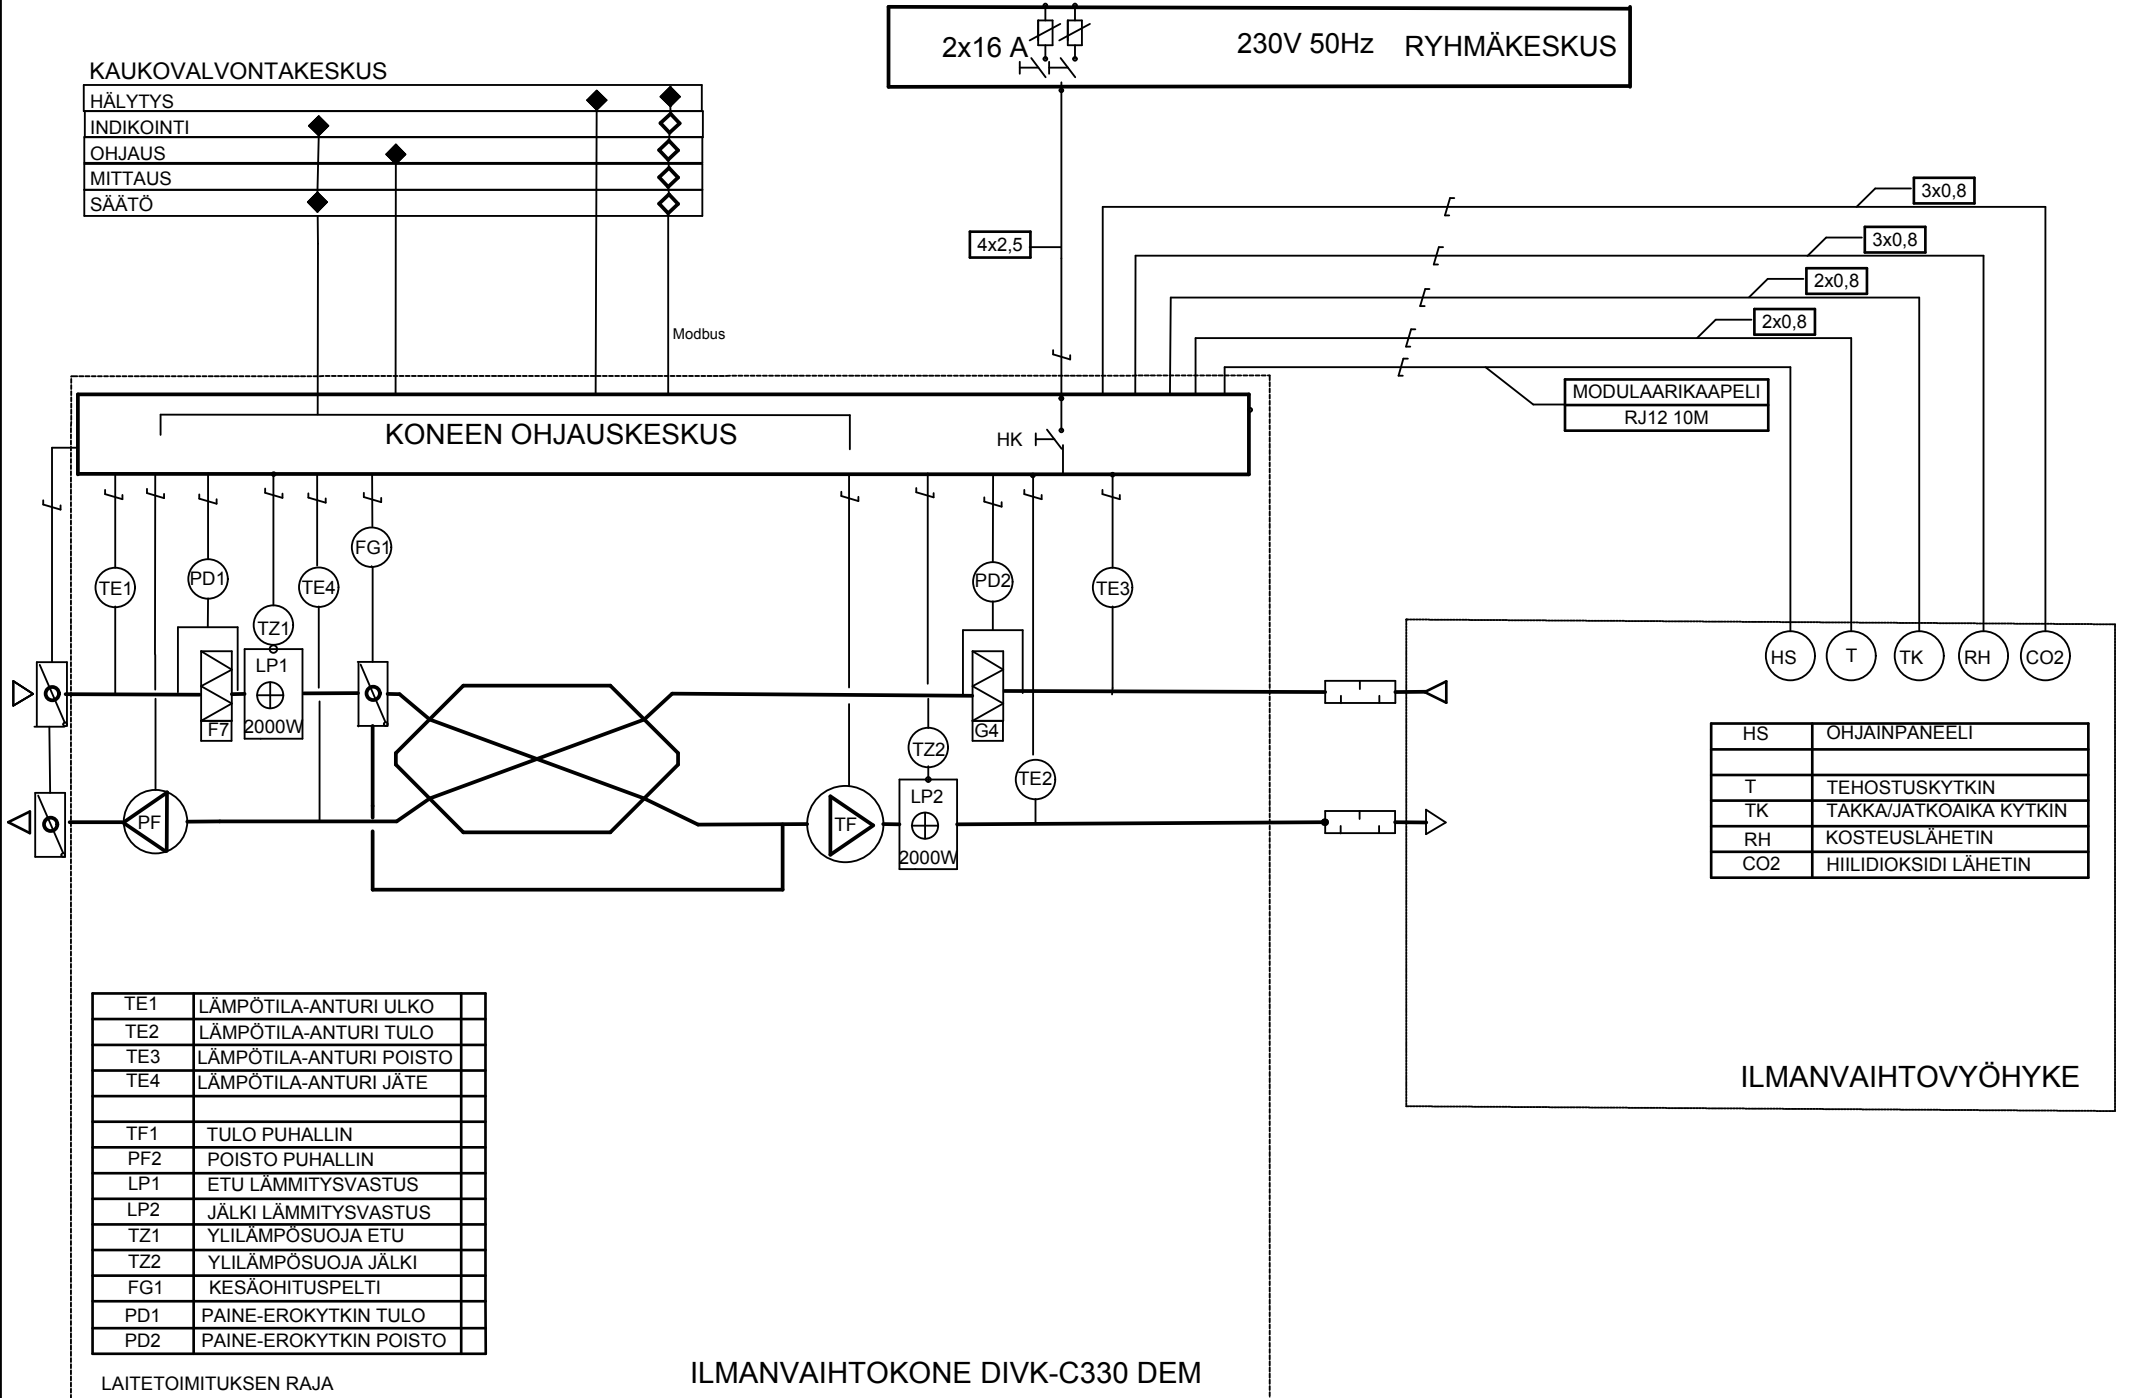 2x16 A
230V 50Hz
RYHMÄKESKUS
KAUKOVALVONTAKESKUS
HÄLYTYS
INDIKOINTI
OHJAUS
MITTAUS
SÄÄTÖ
3x0,8
4x2,5
3x0,8
2x0,8
2x0,8
Modbus
MODULAARIKAAPELI
RJ12 10M
KONEEN OHJAUSKESKUS
HK
FG1
TE1
PD1
TE4
PD2
TE3
TZ1
HS
T
TK
RH
CO2
LP1
F7
2000W
G4
TZ2
TE2
LP2
PF
TF
2000W
HS OHJAINPANEELI
T TEHOSTUSKYTKIN
TK TAKKA/JATKOAIKA KYTKIN
RH KOSTEUSLÄHETIN
CO2 HIILIDIOKSIDI LÄHETIN
TE1 LÄMPÖTILA-ANTURI ULKO
TE2 LÄMPÖTILA-ANTURI TULO
TE3 LÄMPÖTILA-ANTURI POISTO
TE4 LÄMPÖTILA-ANTURI JÄTE
TF1 TULO PUHALLIN
PF2 POISTO PUHALLIN
LP1 ETU LÄMMITYSVASTUS
LP2 JÄLKI LÄMMITYSVASTUS
TZ1 YLILÄMPÖSUOJA ETU
TZ2 YLILÄMPÖSUOJA JÄLKI
FG1 KESÄOHITUSPELTI
PD1 PAINE-EROKYTKIN TULO
PD2 PAINE-EROKYTKIN POISTO
ILMANVAIHTOVYÖHYKE
ILMANVAIHTOKONE DIVK-C330 DEM
LAITETOIMITUKSEN RAJA